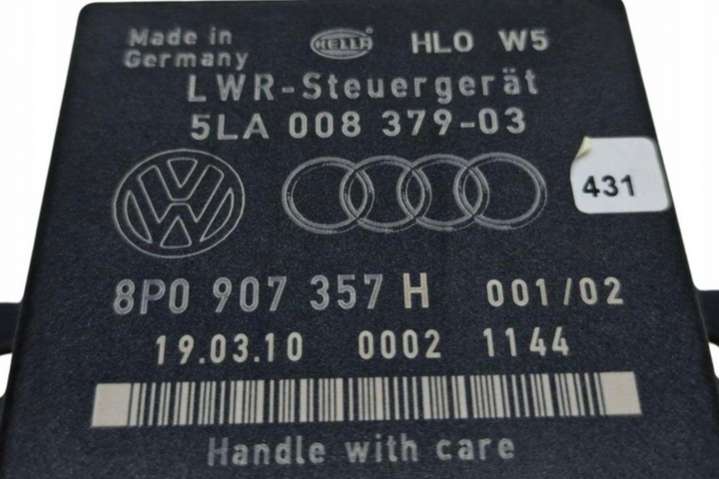 Made in HELLA HLO W5
Germany
LWR-Steuergerät
5LA 008 379-03
431
8P0 907 357 H 001/02
19.03.10 0002 1144
Handle with care